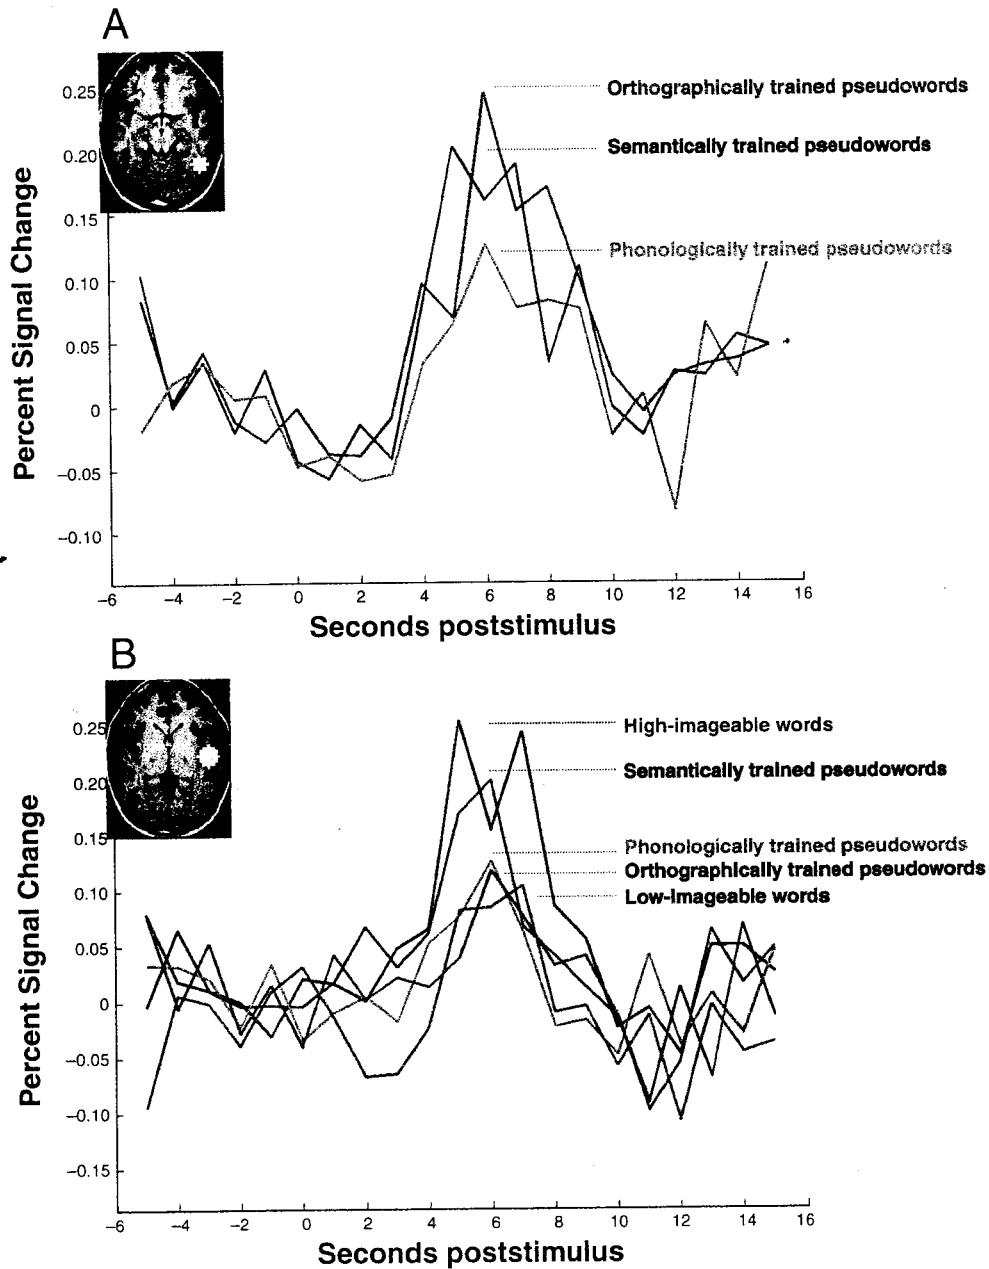 A
0.25
Orthographically trained pseudowords
0.20
Semantically trained pseudowords
0.15
Phonologically trained pseudowords
0.10
0.05
0
−0.05
−0.10
Percent Signal Change
−6 −4 −2 0 2 4 6 8 10 12 14 16
Seconds poststimulus
B
0.25
High-imageable words
Semantically trained pseudowords
0.20
0.15
Phonologically trained pseudowords
Orthographically trained pseudowords
0.10
Low-imageable words
0.05
0
−0.05
−0.10
−0.15
Percent Signal Change
−6 −4 −2 0 2 4 6 8 10 12 14 16
Seconds poststimulus